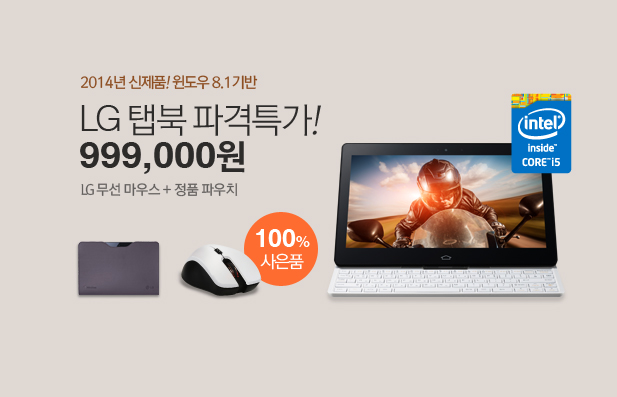 2014년 신제품! 윈도우 8.1기반
LG 탭북 파격특가!
999,000원
LG 무선 마우스 + 정품 파우치
100%
사은품
intel
inside™
CORE™ i5